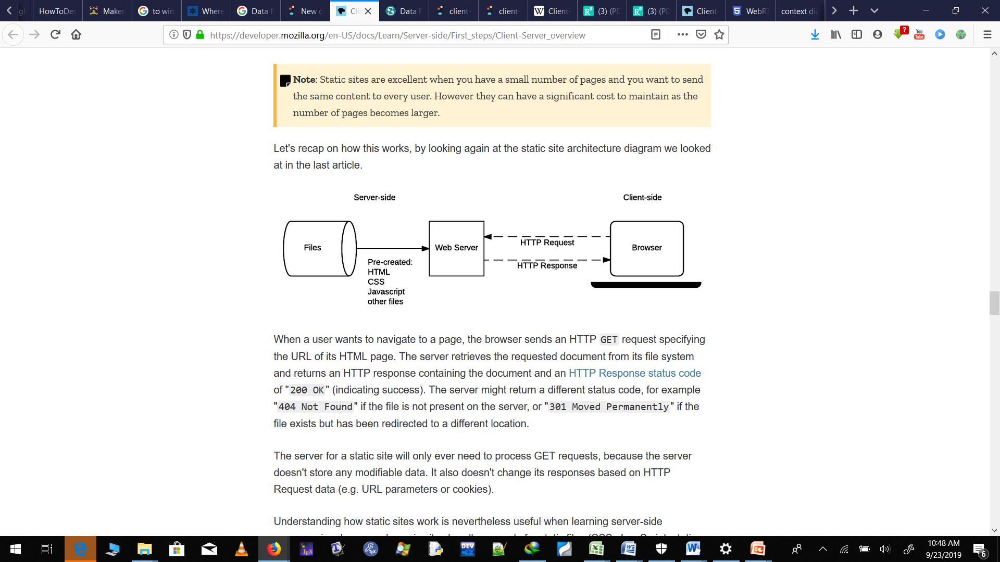 HowToDes
Maker
to win
Where
Data f
New c
Cli
Data F
client-
client-
Client-
(3) (PD
(3) (PD
Client-
WebRT
context dia
https://developer.mozilla.org/en-US/docs/Learn/Server-side/First_steps/Client-Server_overview
Note: Static sites are excellent when you have a small number of pages and you want to send
the same content to every user. However they can have a significant cost to maintain as the
number of pages becomes larger.
Let's recap on how this works, by looking again at the static site architecture diagram we looked
at in the last article.
Server-side
Client-side
Files
Web Server
HTTP Request
Browser
HTTP Response
Pre-created:
HTML
CSS
Javascript
other files
When a user wants to navigate to a page, the browser sends an HTTP GET request specifying
the URL of its HTML page. The server retrieves the requested document from its file system
and returns an HTTP response containing the document and an HTTP Response status code
of "200 OK" (indicating success). The server might return a different status code, for example
"404 Not Found" if the file is not present on the server, or "301 Moved Permanently" if the
file exists but has been redirected to a different location.
The server for a static site will only ever need to process GET requests, because the server
doesn't store any modifiable data. It also doesn't change its responses based on HTTP
Request data (e.g. URL parameters or cookies).
Understanding how static sites work is nevertheless useful when learning server-side
10:48 AM
9/23/2019
6